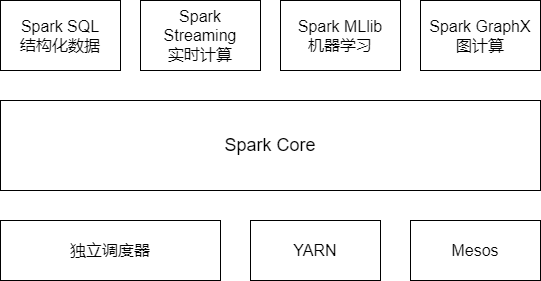 Spark SQL
结构化数据
Spark
Streaming
实时计算
Spark MLlib
机器学习
Spark GraphX
图计算
Spark Core
独立调度器
YARN
Mesos